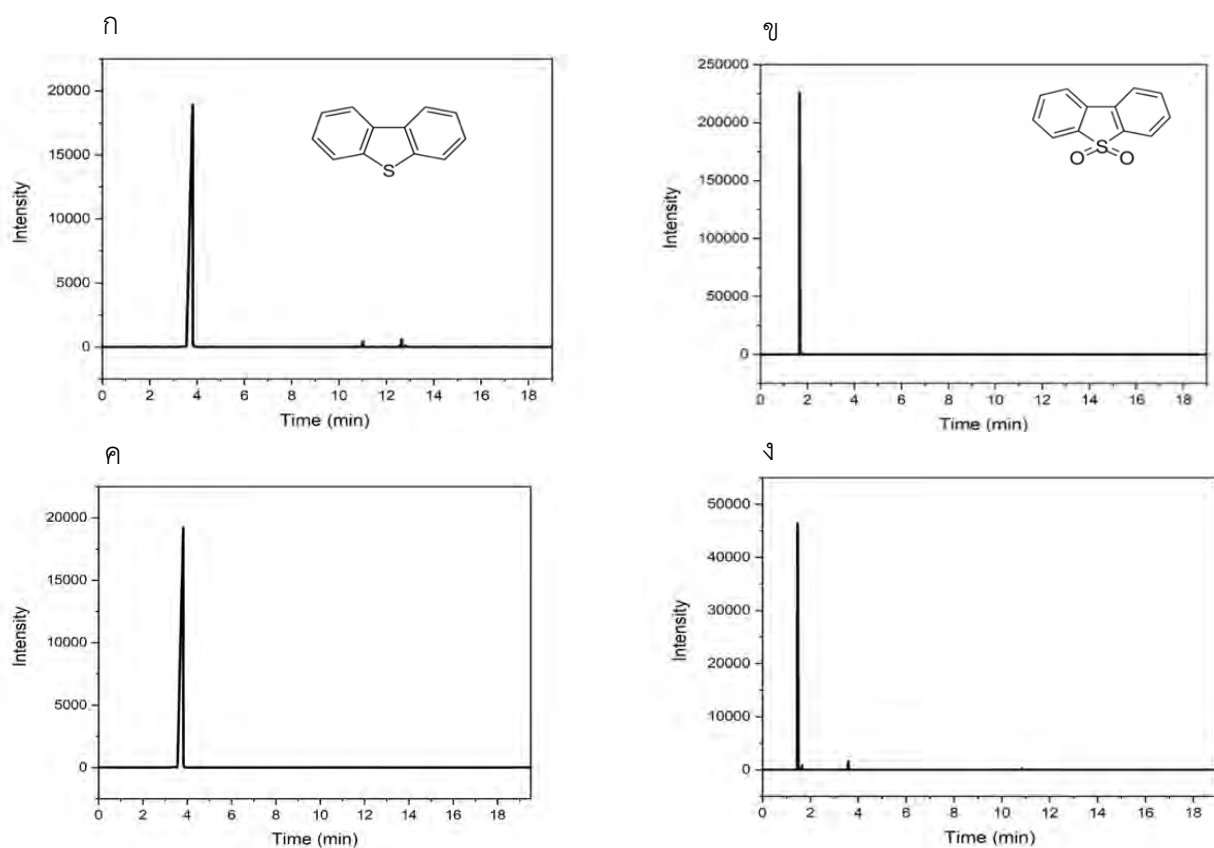 ก
20000
15000
10000
5000
0
Intensity
0 2 4 6 8 10 12 14 16 18
Time (min)
S
ข
250000
200000
150000
100000
50000
0
Intensity
0 2 4 6 8 10 12 14 16 18
Time (min)
O S O
ค
20000
15000
10000
5000
0
Intensity
0 2 4 6 8 10 12 14 16 18
Time (min)
ง
50000
40000
30000
20000
10000
0
Intensity
0 2 4 6 8 10 12 14 16 18
Time (min)